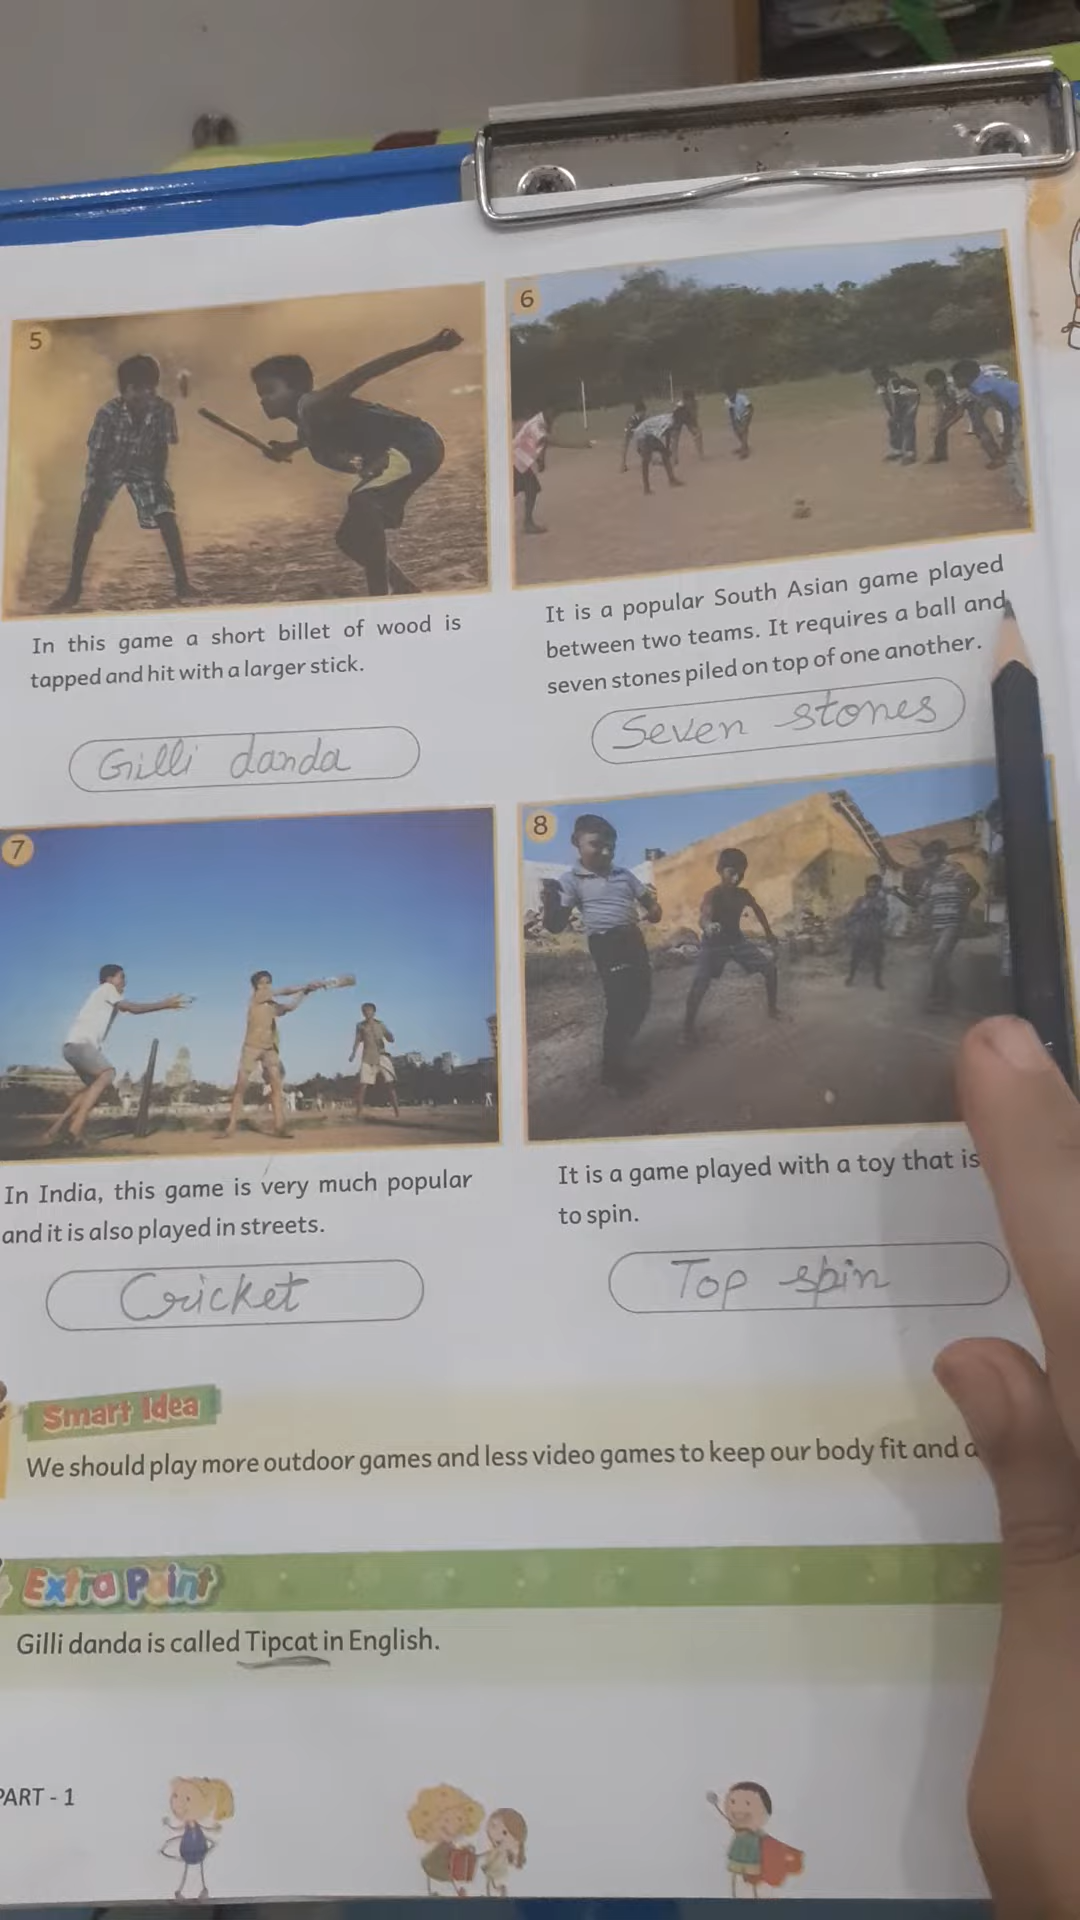 5
6
In this game a short billet of wood is
tapped and hit with a larger stick.
It is a popular South Asian game played
between two teams. It requires a ball and
seven stones piled on top of one another.
Gilli danda
Seven stones
7
8
In India, this game is very much popular
and it is also played in streets.
It is a game played with a toy that is
to spin.
Cricket
Top spin
Smart Idea
We should play more outdoor games and less video games to keep our body fit and
Extra Point
Gilli danda is called Tipcat in English.
PART - 1